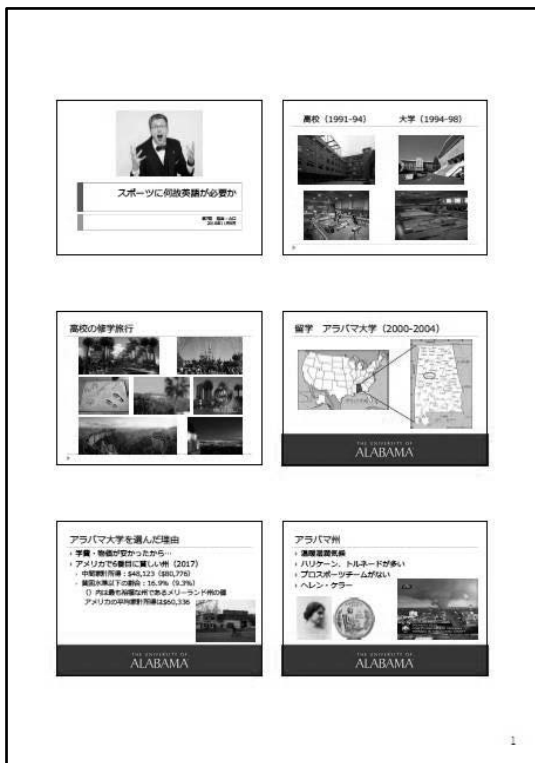 スポーツに何故英語が必要か
高校（1991-94）
大学（1994-98）
高校の修学旅行
留学　アラバマ大学（2000-2004）
THE UNIVERSITY OF
ALABAMA
アラバマ大学を選んだ理由
学費・物価が安かったから…
アメリカで6番目に貧しい州（2017）
中間家計所得：$48,123（$80,776）
貧困水準以下の割合：16.9%（9.3%）
（）内は最も裕福な州であるメリーランド州の値
アメリカの平均家計所得は$60,336
THE UNIVERSITY OF
ALABAMA
アラバマ州
温暖湿潤気候
ハリケーン、トルネードが多い
プロスポーツチームがない
ヘレン・ケラー
THE UNIVERSITY OF
ALABAMA
1